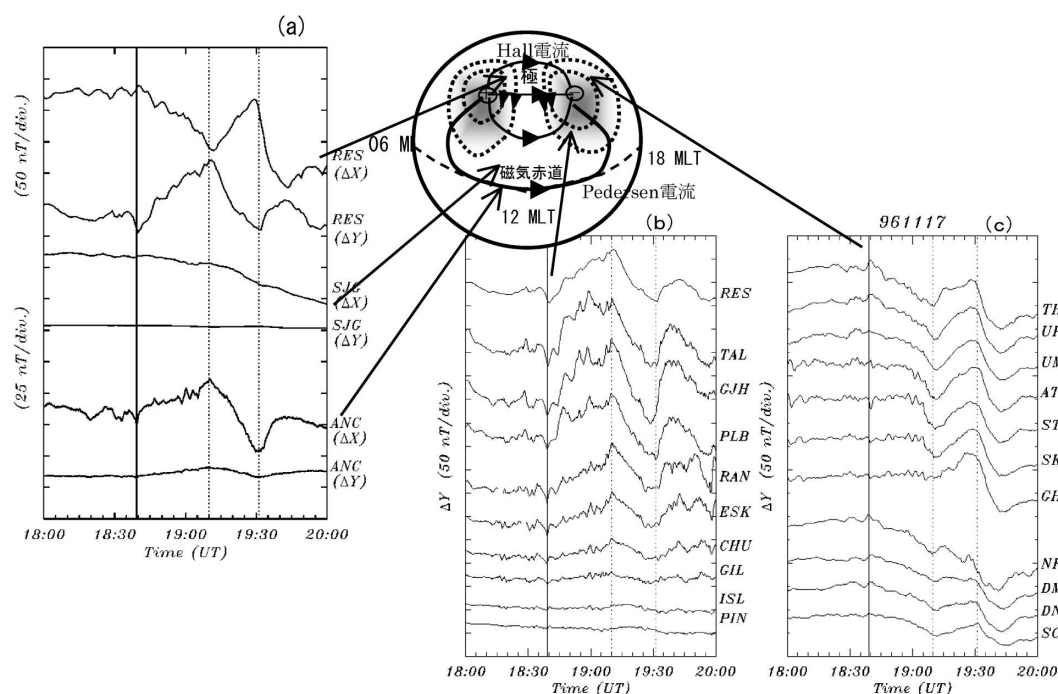 (a)
(50 nT/div.)
(25 nT/div.)
RES
(ΔX)
RES
(ΔY)
SJG
(ΔX)
SJG
(ΔY)
ANC
(ΔX)
ANC
(ΔY)
18:00 18:30 19:00 19:30 20:00
Time (UT)
Hall電流
極
06 ML
18 MLT
磁気赤道
Pedersen電流
12 MLT
(b)
RES
TAL
GJH
PLB
RAN
ESK
CHU
GIL
ISL
PIN
ΔY (50 nT/div.)
18:00 18:30 19:00 19:30 20:00
Time (UT)
961117
(c)
UP
ST
DM
ΔY (50 nT/div.)
18:00 18:30 19:00 19:30 20:00
Time (UT)